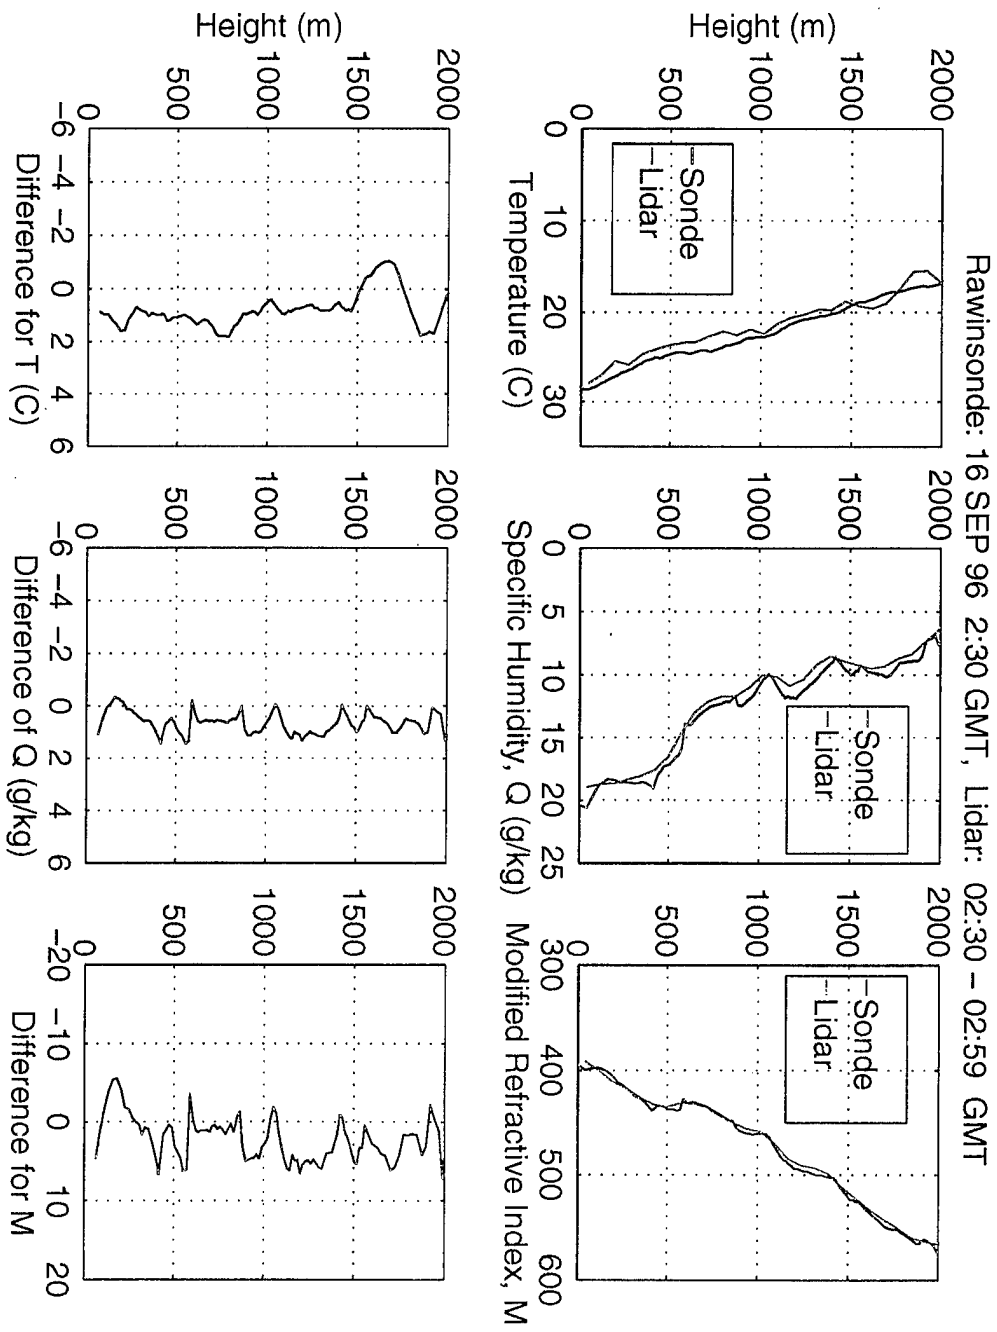 Rawinsonde: 16 SEP 96 2:30 GMT, Lidar: 02:30 – 02:59 GMT
Height (m)
2000
1500
1000
500
0
0 10 20 30
Temperature (C)
–Sonde
–Lidar
2000
1500
1000
500
0
0 5 10 15 20 25
Specific Humidity, Q (g/kg)
–Sonde
–Lidar
2000
1500
1000
500
0
300 400 500 600
Modified Refractive Index, M
–Sonde
–Lidar
Height (m)
2000
1500
1000
500
0
–6 –4 –2 0 2 4 6
Difference for T (C)
2000
1500
1000
500
0
–6 –4 –2 0 2 4 6
Difference of Q (g/kg)
2000
1500
1000
500
0
–20 –10 0 10 20
Difference for M